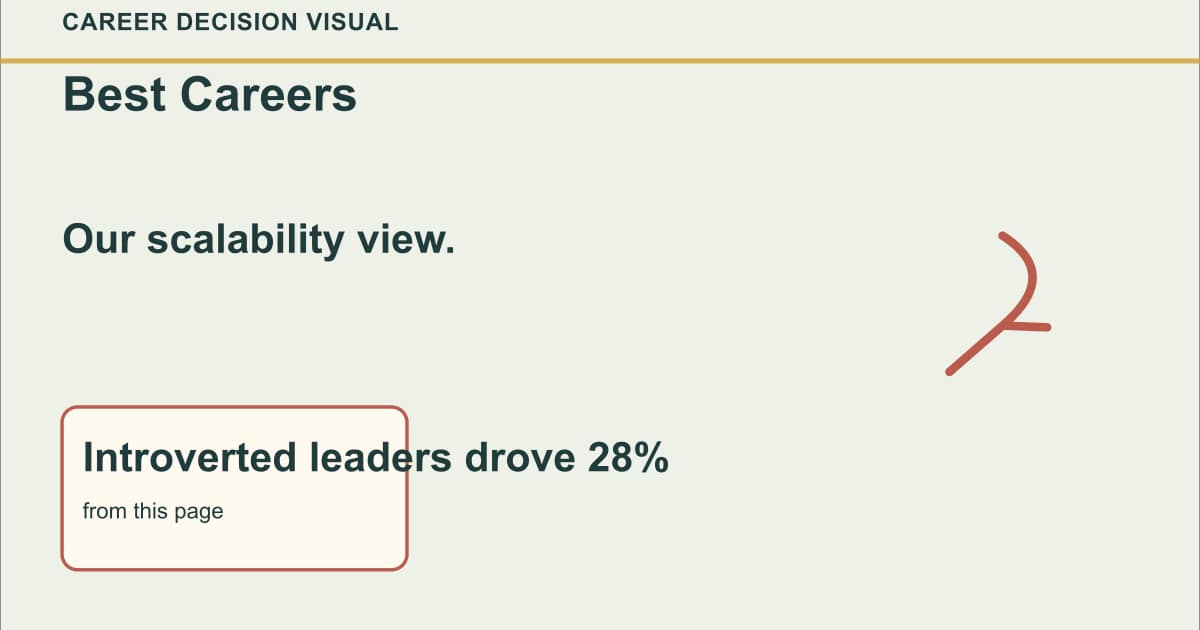 CAREER DECISION VISUAL
Best Careers
Our scalability view.
Introverted leaders drove 28%
from this page